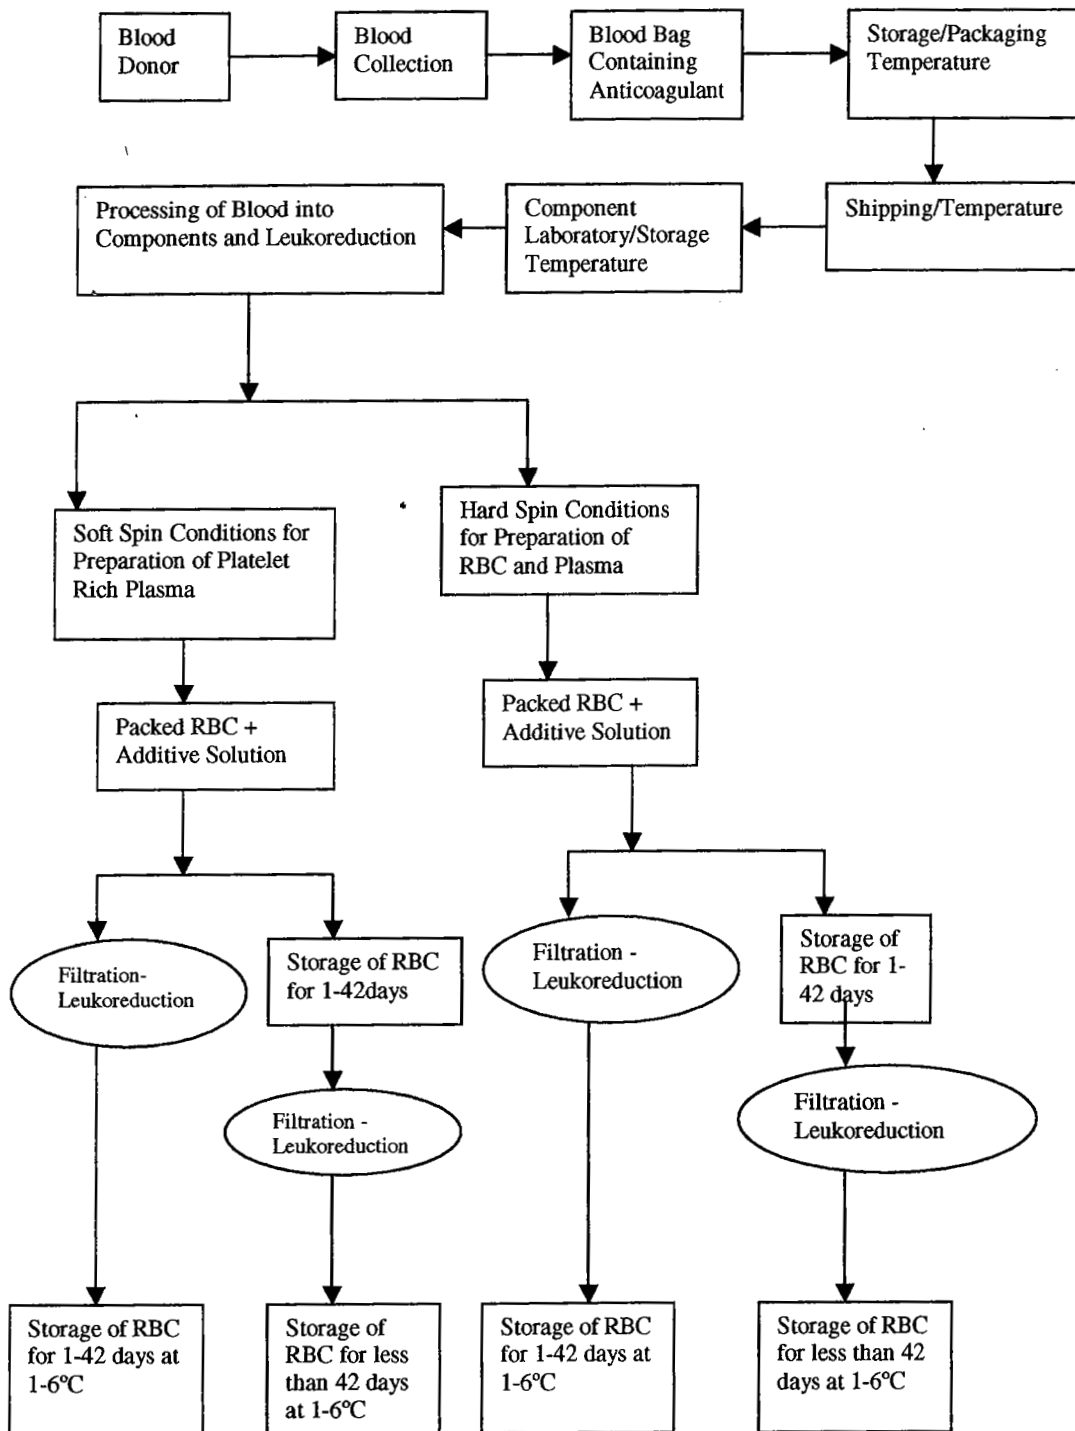 Blood
Donor
Blood
Collection
Blood Bag
Containing
Anticoagulant
Storage/Packaging
Temperature
Processing of Blood into
Components and Leukoreduction
Component
Laboratory/Storage
Temperature
Shipping/Temperature
Soft Spin Conditions for
Preparation of Platelet
Rich Plasma
Hard Spin Conditions
for Preparation of
RBC and Plasma
Packed RBC +
Additive Solution
Packed RBC +
Additive Solution
Filtration-
Leukoreduction
Storage of RBC
for 1-42days
Filtration -
Leukoreduction
Storage of
RBC for 1-
42 days
Filtration -
Leukoreduction
Filtration -
Leukoreduction
Storage of RBC
for 1-42 days at
1-6ºC
Storage of
RBC for less
than 42 days
at 1-6ºC
Storage of RBC
for 1-42 days at
1-6ºC
Storage of RBC
for less than 42
days at 1-6ºC